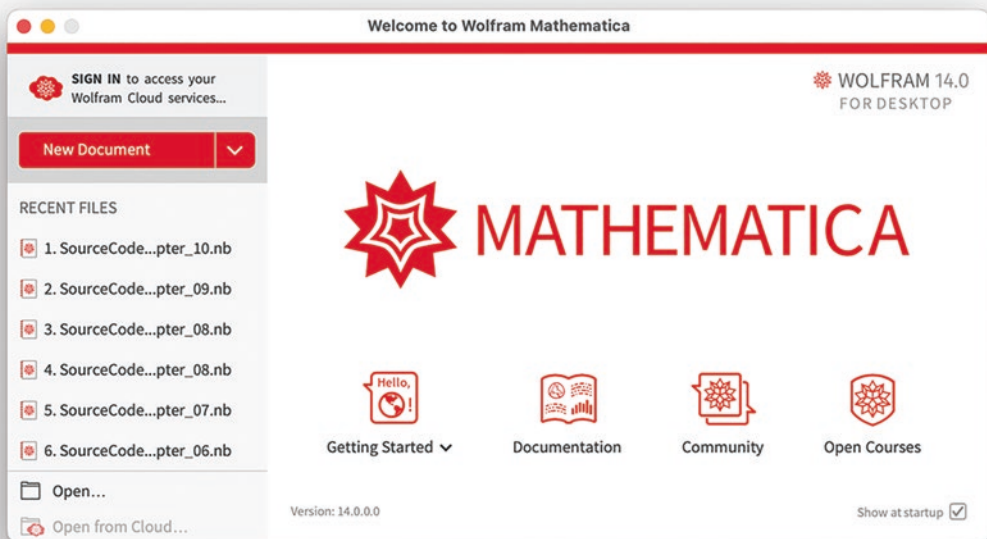 Welcome to Wolfram Mathematica
SIGN IN to access your
Wolfram Cloud services...
New Document
RECENT FILES
1. SourceCode...pter_10.nb
2. SourceCode...pter_09.nb
3. SourceCode...pter_08.nb
4. SourceCode...pter_08.nb
5. SourceCode...pter_07.nb
6. SourceCode...pter_06.nb
Open...
Open from Cloud...
WOLFRAM 14.0
FOR DESKTOP
MATHEMATICA
Hello,
!
Getting Started
Documentation
Community
Open Courses
Version: 14.0.0.0
Show at startup